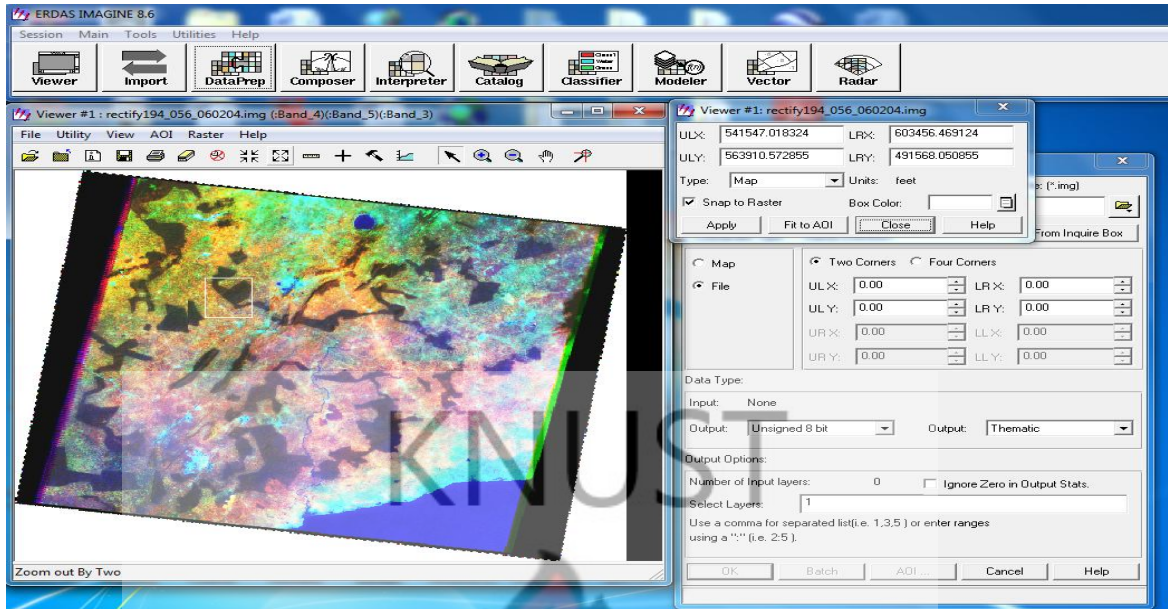 ERDAS IMAGINE 8.6
Session Main Tools Utilities Help
Viewer Import DataPrep Composer Interpreter Catalog Classifier Modeler Vector Radar
Viewer #1 : rectify194_056_060204.img (:Band_4)(:Band_5)(:Band_3)
File Utility View AOI Raster Help
Zoom out By Two
Viewer #1: rectify194_056_060204.img
ULX: 541547.018324 LRX: 603456.469124
ULY: 563910.572855 LRY: 491568.050855
Type: Map Units: feet
Snap to Raster Box Color:
Apply Fit to AOI Close Help
(*.img)
From Inquire Box
Map Two Corners Four Corners
File UL X: 0.00 LR X: 0.00
UL Y: 0.00 LR Y: 0.00
UR X: 0.00 LL X: 0.00
UR Y: 0.00 LL Y: 0.00
Data Type:
Input: None
Output: Unsigned 8 bit Output: Thematic
Output Options:
Number of Input layers: 0 Ignore Zero in Output Stats.
Select Layers: 1
Use a comma for separated list(i.e. 1,3,5 ) or enter ranges
using a ":" (i.e. 2:5 ).
OK Batch AOI ... Cancel Help
KNUST